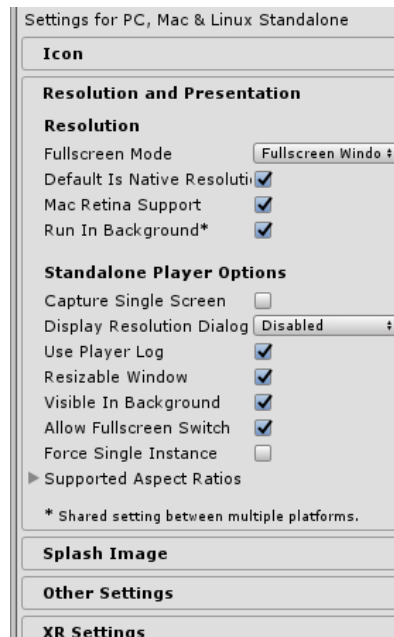 Settings for PC, Mac & Linux Standalone
Icon
Resolution and Presentation
Resolution
Fullscreen Mode Fullscreen Windo
Default Is Native Resoluti
Mac Retina Support
Run In Background*
Standalone Player Options
Capture Single Screen
Display Resolution Dialog Disabled
Use Player Log
Resizable Window
Visible In Background
Allow Fullscreen Switch
Force Single Instance
Supported Aspect Ratios
* Shared setting between multiple platforms.
Splash Image
Other Settings
XR Settings